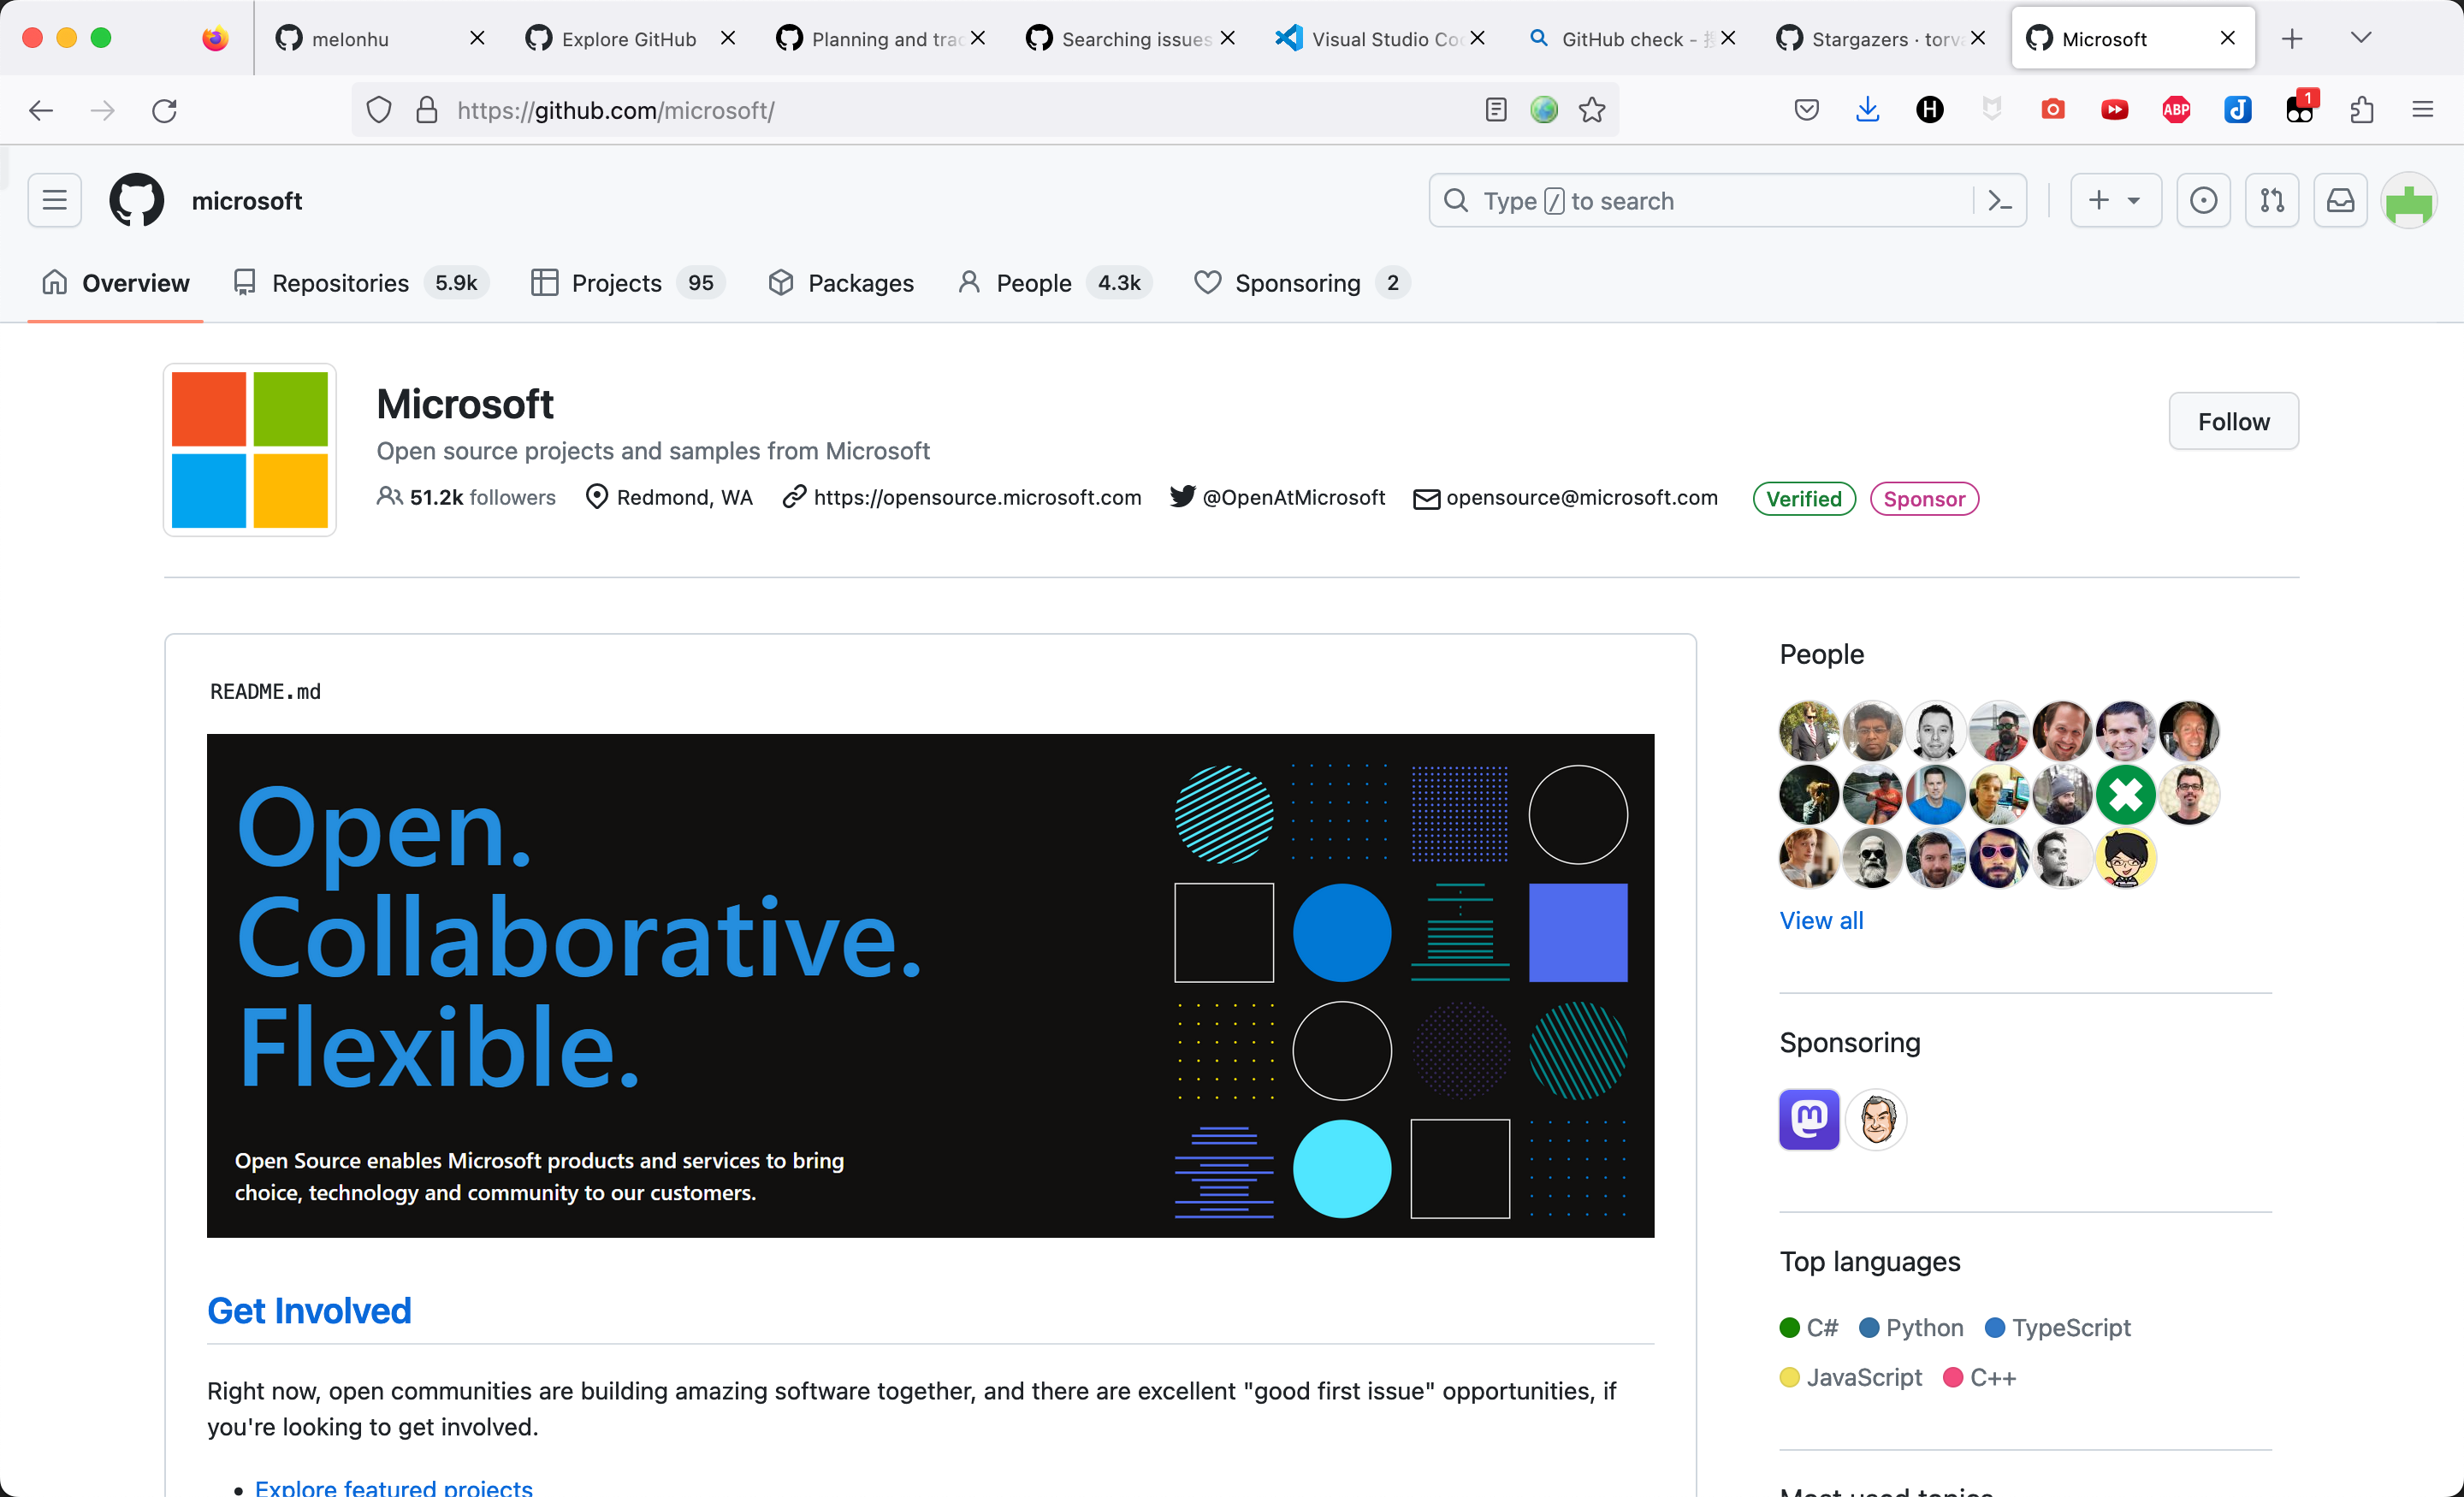 melonhu
Explore GitHub
Planning and trac
Searching issues
Visual Studio Co
GitHub check -
Stargazers · torv
Microsoft
https://github.com/microsoft/
H
ABP
1
microsoft
Type / to search
Overview
Repositories 5.9k
Projects 95
Packages
People 4.3k
Sponsoring 2
Microsoft
Follow
Open source projects and samples from Microsoft
51.2k followers
Redmond, WA
https://opensource.microsoft.com
@OpenAtMicrosoft
opensource@microsoft.com
Verified
Sponsor
README.md
Open.
Collaborative.
Flexible.
Open Source enables Microsoft products and services to bring
choice, technology and community to our customers.
Get Involved
Right now, open communities are building amazing software together, and there are excellent "good first issue" opportunities, if
you're looking to get involved.
• Explore featured projects
People
View all
Sponsoring
Top languages
C# Python TypeScript
JavaScript C++
Most used topics